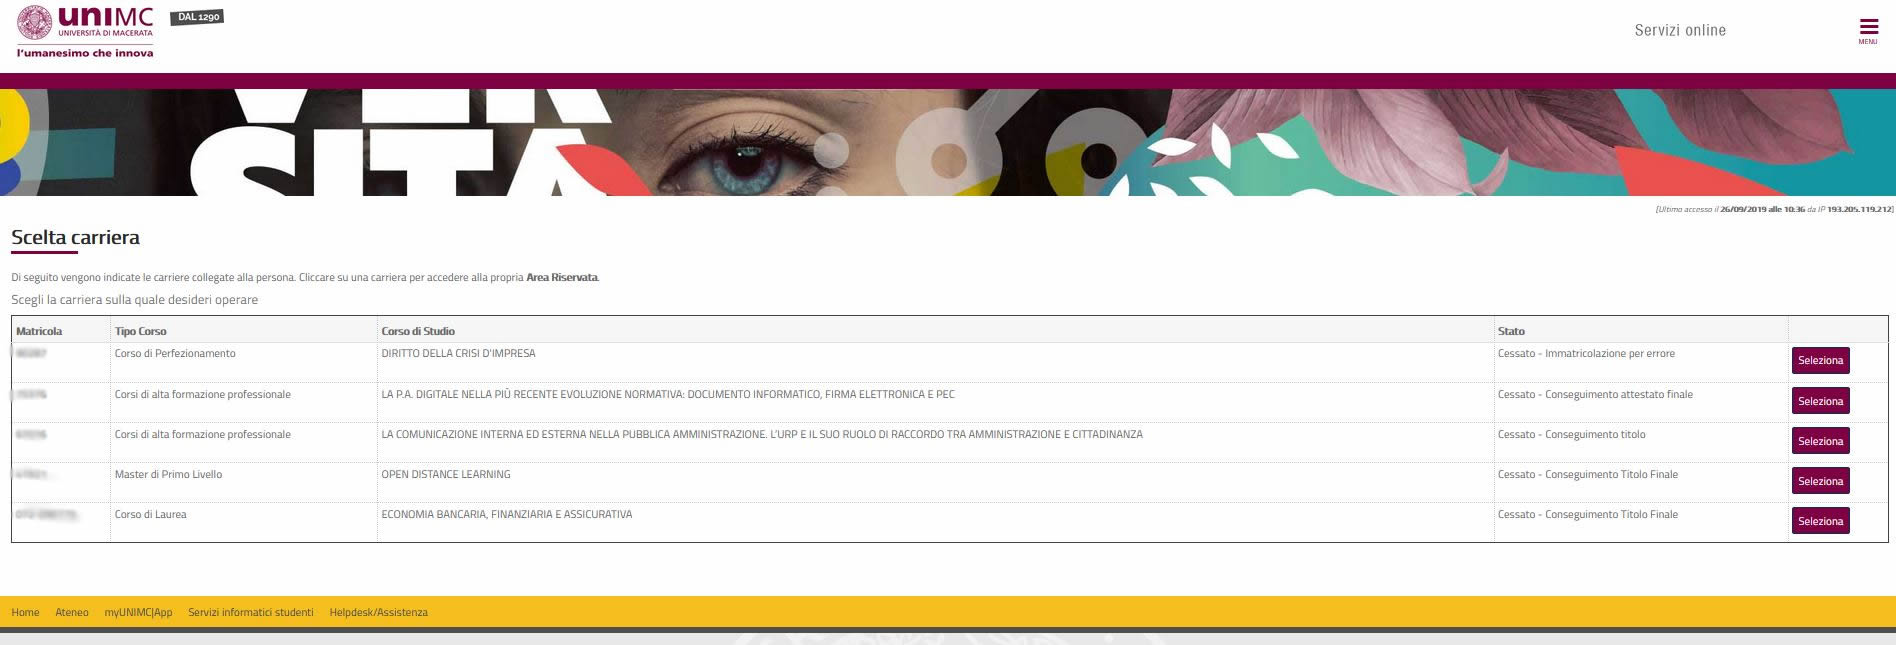 uniMC
UNIVERSITÀ DI MACERATA
l'umanesimo che innova
DAL 1290
Servizi online
MENU
VER
SITÀ
[Ultimo accesso il 26/09/2019 alle 10:36 da IP 193.205.119.212]
Scelta carriera
Di seguito vengono indicate le carriere collegate alla persona. Cliccare su una carriera per accedere alla propria Area Riservata.
Scegli la carriera sulla quale desideri operare
Matricola Tipo Corso Corso di Studio Stato
Corso di Perfezionamento DIRITTO DELLA CRISI D'IMPRESA Cessato - Immatricolazione per errore Seleziona
Corsi di alta formazione professionale LA P.A. DIGITALE NELLA PIÙ RECENTE EVOLUZIONE NORMATIVA: DOCUMENTO INFORMATICO, FIRMA ELETTRONICA E PEC Cessato - Conseguimento attestato finale Seleziona
Corsi di alta formazione professionale LA COMUNICAZIONE INTERNA ED ESTERNA NELLA PUBBLICA AMMINISTRAZIONE. L'URP E IL SUO RUOLO DI RACCORDO TRA AMMINISTRAZIONE E CITTADINANZA Cessato - Conseguimento titolo Seleziona
Master di Primo Livello OPEN DISTANCE LEARNING Cessato - Conseguimento Titolo Finale Seleziona
Corso di Laurea ECONOMIA BANCARIA, FINANZIARIA E ASSICURATIVA Cessato - Conseguimento Titolo Finale Seleziona
Home Ateneo myUNIMC|App Servizi informatici studenti Helpdesk/Assistenza